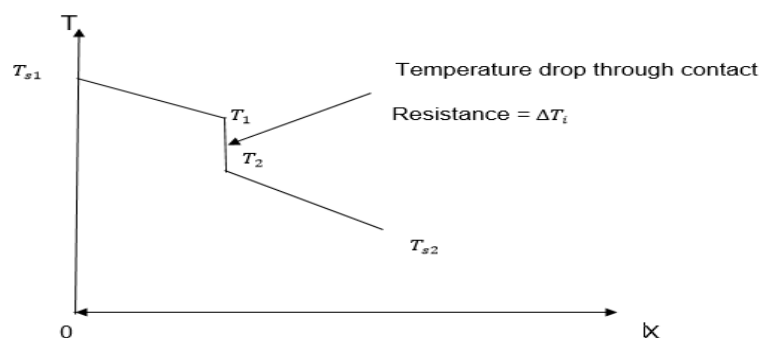 T
T_{s1}
Temperature drop through contact
Resistance = ΔT_i
T_1
T_2
T_{s2}
0
x